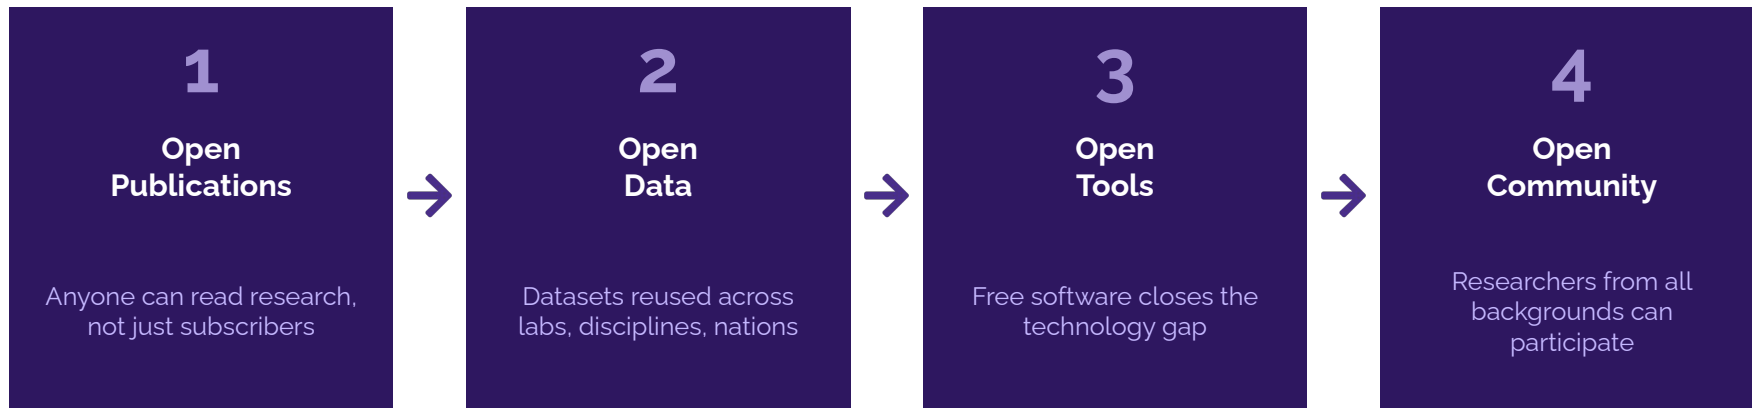 1
Open
Publications
Anyone can read research,
not just subscribers
2
Open
Data
Datasets reused across
labs, disciplines, nations
3
Open
Tools
Free software closes the
technology gap
4
Open
Community
Researchers from all
backgrounds can
participate